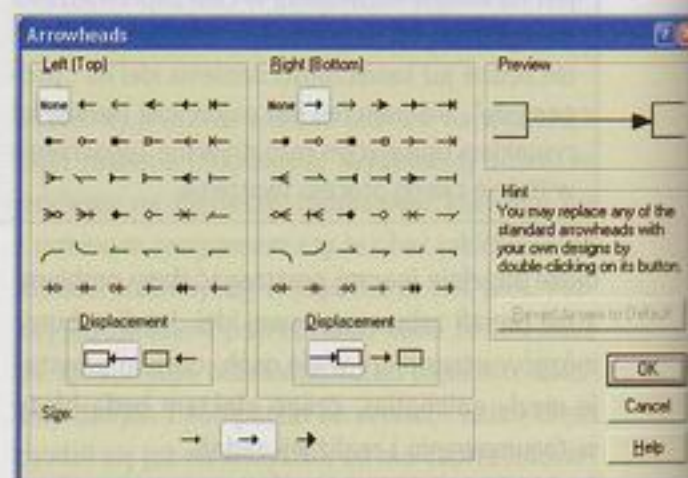 Arrowheads
Left (Top)
None
Right (Bottom)
None
Preview
Hint
You may replace any of the
standard arrowheads with
your own designs by
double-clicking on its button.
Displacement
Displacement
Size
OK
Cancel
Help